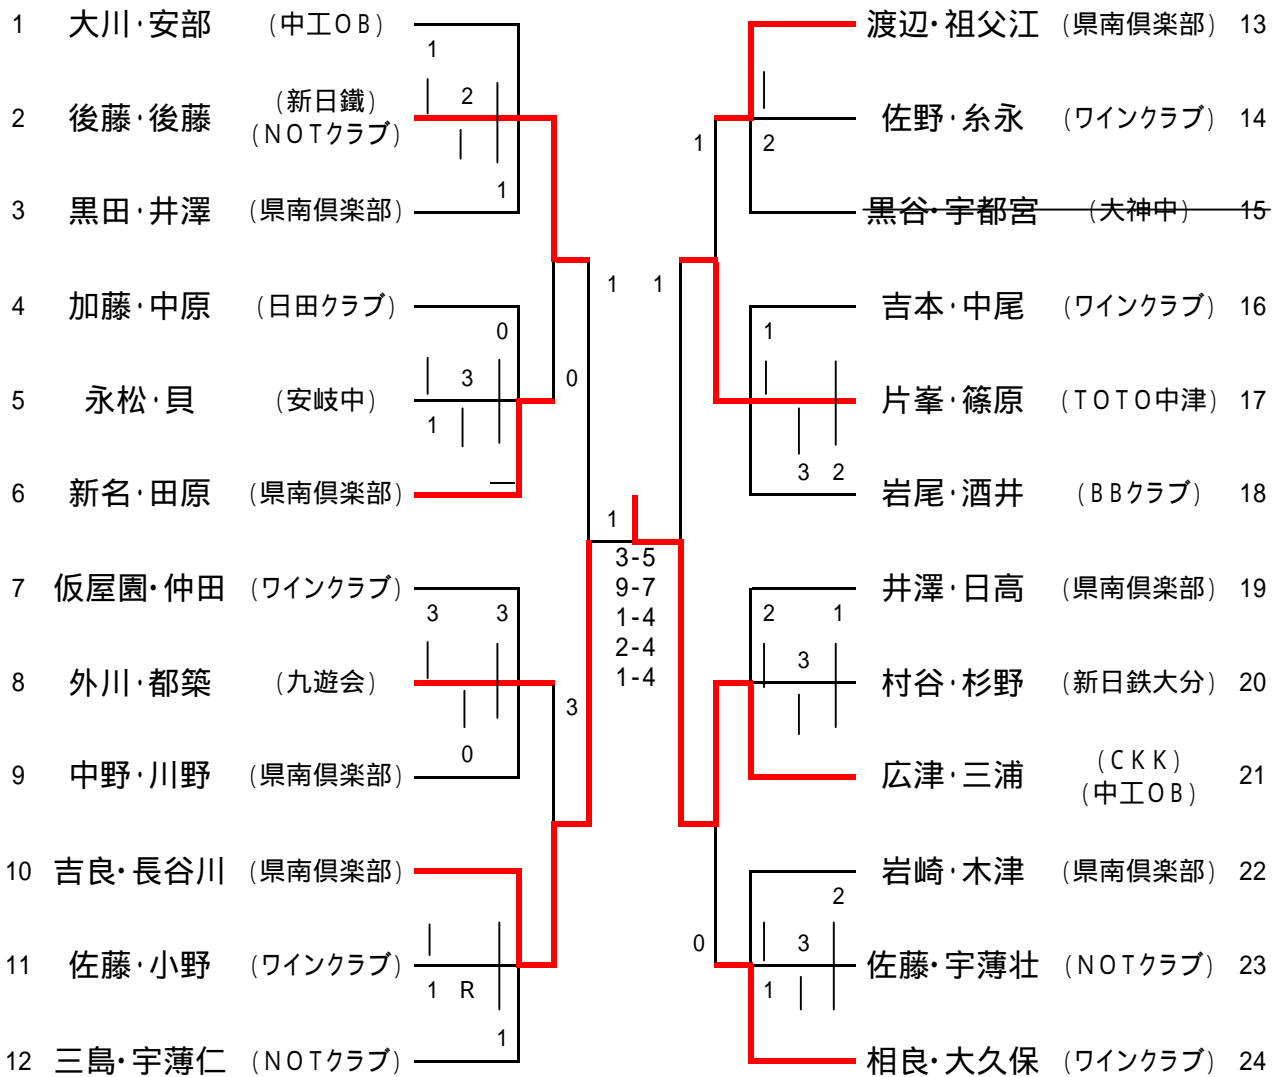 1 大川・安部 (中工OB)
1
2 後藤・後藤 (新日鐵)
(NOTクラブ)
2
1
3 黒田・井澤 (県南倶楽部)
4 加藤・中原 (日田クラブ)
0
5 永松・貝 (安岐中)
3
1
6 新名・田原 (県南倶楽部)
7 仮屋園・仲田 (ワインクラブ)
3 3
8 外川・都築 (九遊会)
0
9 中野・川野 (県南倶楽部)
10 吉良・長谷川 (県南倶楽部)
11 佐藤・小野 (ワインクラブ)
1 R
1
12 三島・宇薄仁 (NOTクラブ)
1
0
3
1
3-5
9-7
1-4
2-4
1-4
1
1
0
渡辺・祖父江 (県南倶楽部) 13
佐野・糸永 (ワインクラブ) 14
2
黒谷・宇都宮 (大神中) 15
吉本・中尾 (ワインクラブ) 16
1
片峯・篠原 (TOTO中津) 17
3 2
岩尾・酒井 (BBクラブ) 18
井澤・日高 (県南倶楽部) 19
2 1
3
村谷・杉野 (新日鉄大分) 20
広津・三浦 (CKK)
(中工OB) 21
岩崎・木津 (県南倶楽部) 22
2
3
佐藤・宇薄壮 (NOTクラブ) 23
1
相良・大久保 (ワインクラブ) 24